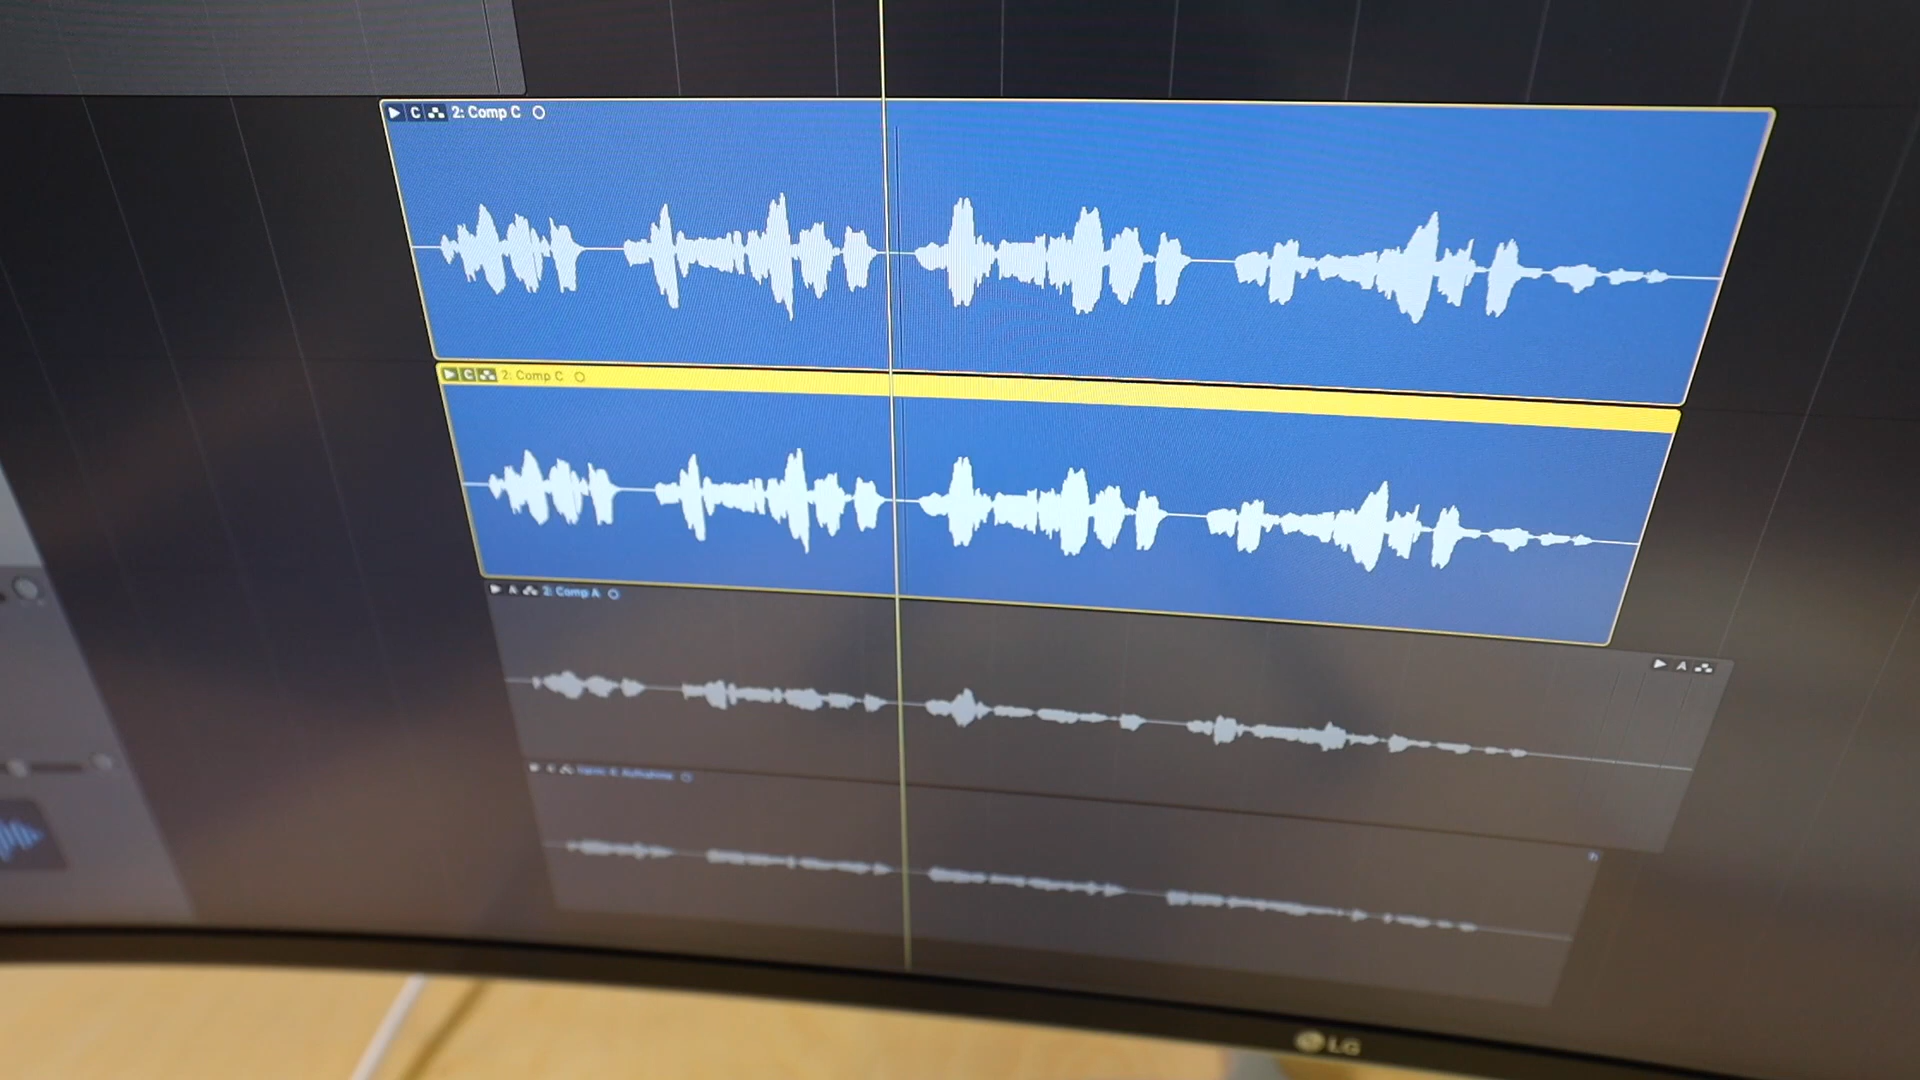 C 2: Comp C
C 2: Comp C
A 2: Comp A
A
LG